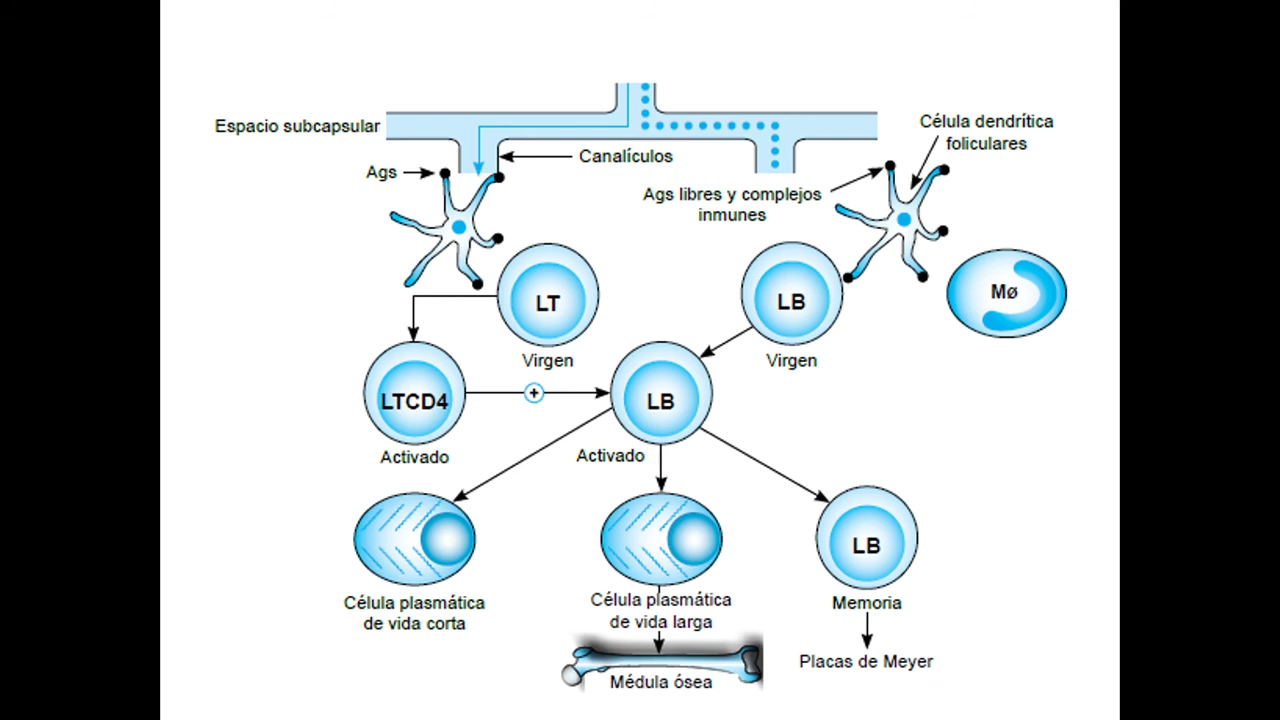 Espacio subcapsular
Célula dendrítica
foliculares
Canalículos
Ags
Ags libres y complejos
inmunes
LT
LB
Mø
Virgen
Virgen
LTCD4
+
LB
Activado
Activado
LB
Célula plasmática
de vida corta
Célula plasmática
de vida larga
Memoria
Médula ósea
Placas de Meyer